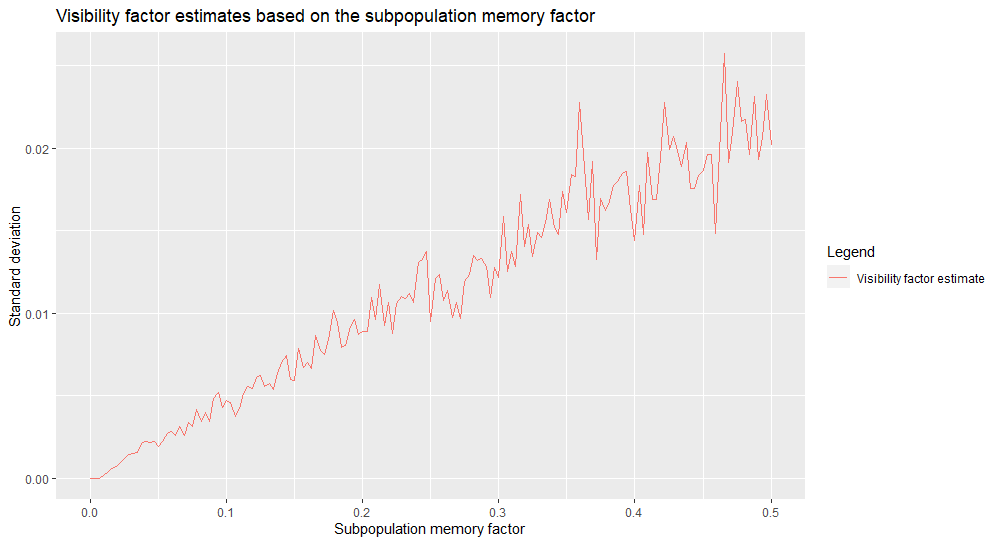 Visibility factor estimates based on the subpopulation memory factor
Standard deviation
0.02
0.01
0.00
0.0 0.1 0.2 0.3 0.4 0.5
Subpopulation memory factor
Legend
Visibility factor estimate